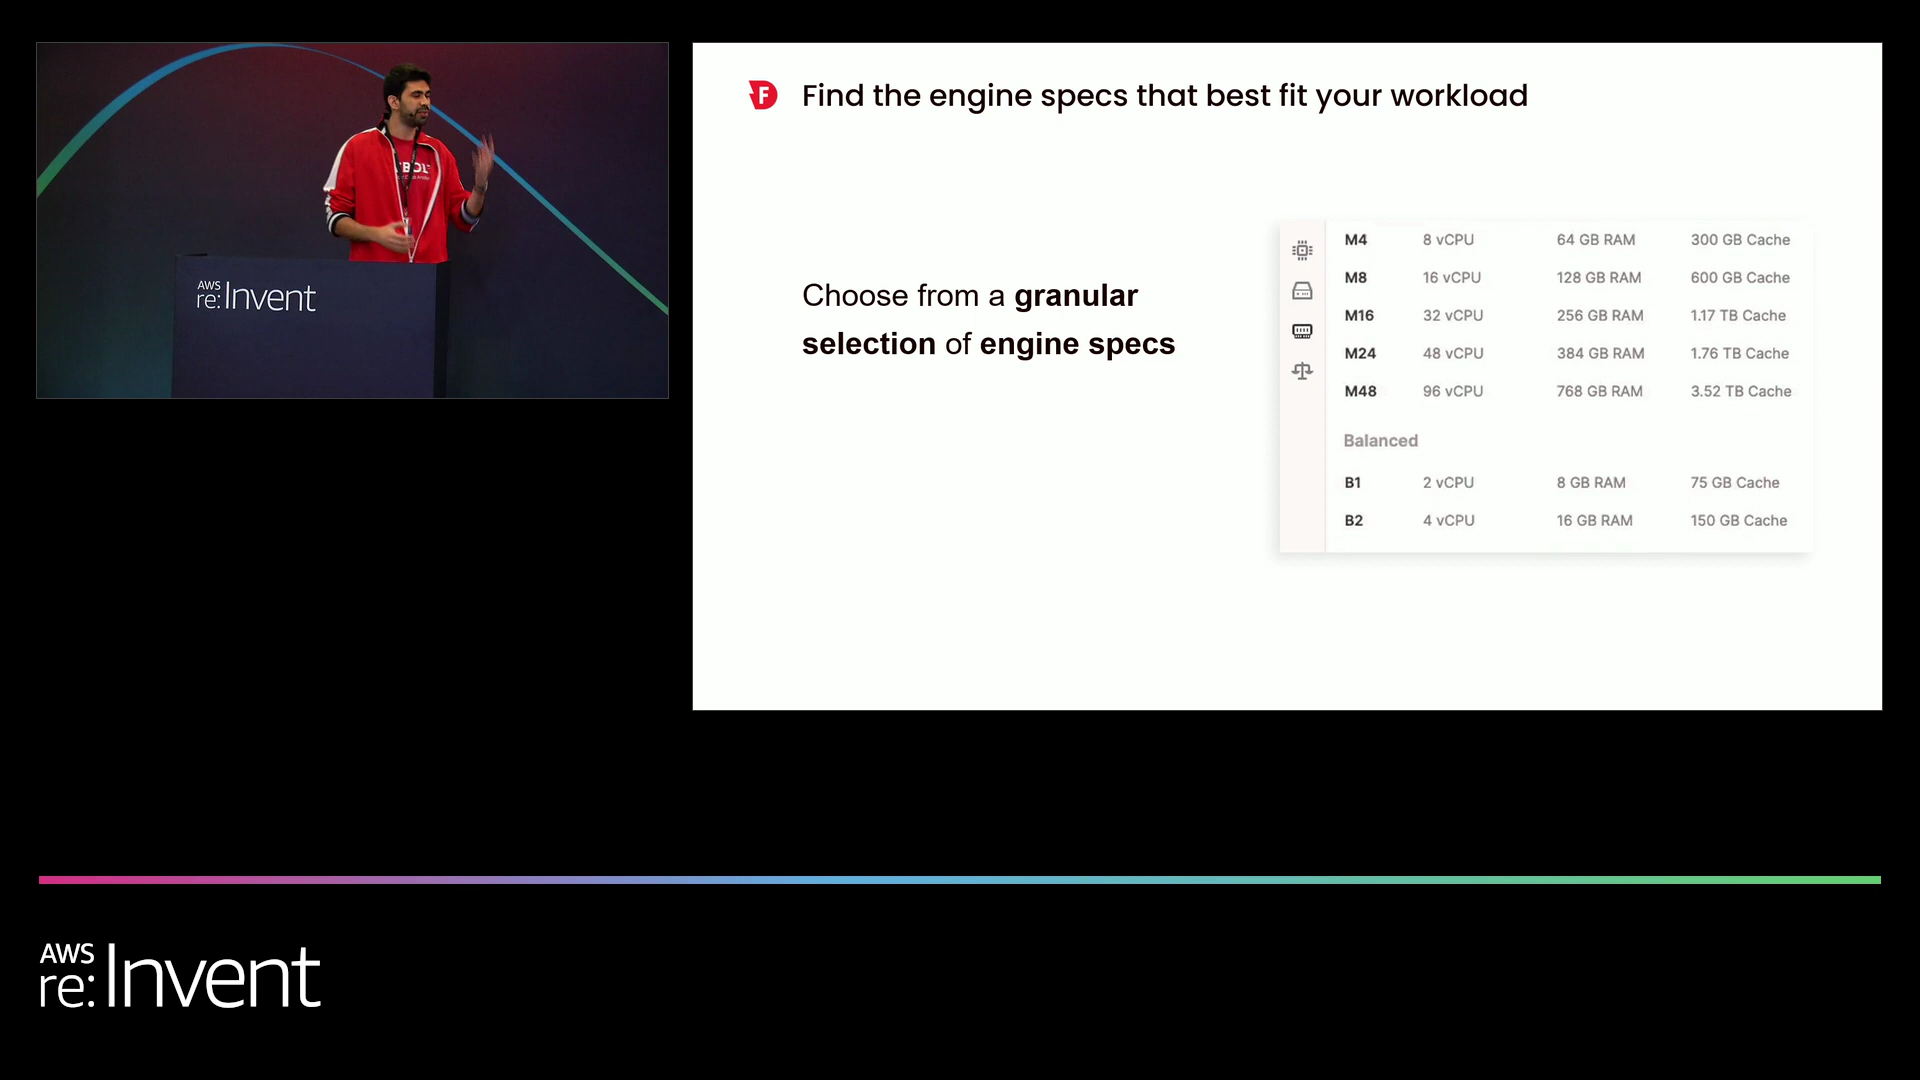 AWS
re:Invent
F
Find the engine specs that best fit your workload
Choose from a granular
selection of engine specs
M4 8 vCPU 64 GB RAM 300 GB Cache
M8 16 vCPU 128 GB RAM 600 GB Cache
M16 32 vCPU 256 GB RAM 1.17 TB Cache
M24 48 vCPU 384 GB RAM 1.76 TB Cache
M48 96 vCPU 768 GB RAM 3.52 TB Cache
Balanced
B1 2 vCPU 8 GB RAM 75 GB Cache
B2 4 vCPU 16 GB RAM 150 GB Cache
AWS
re:Invent